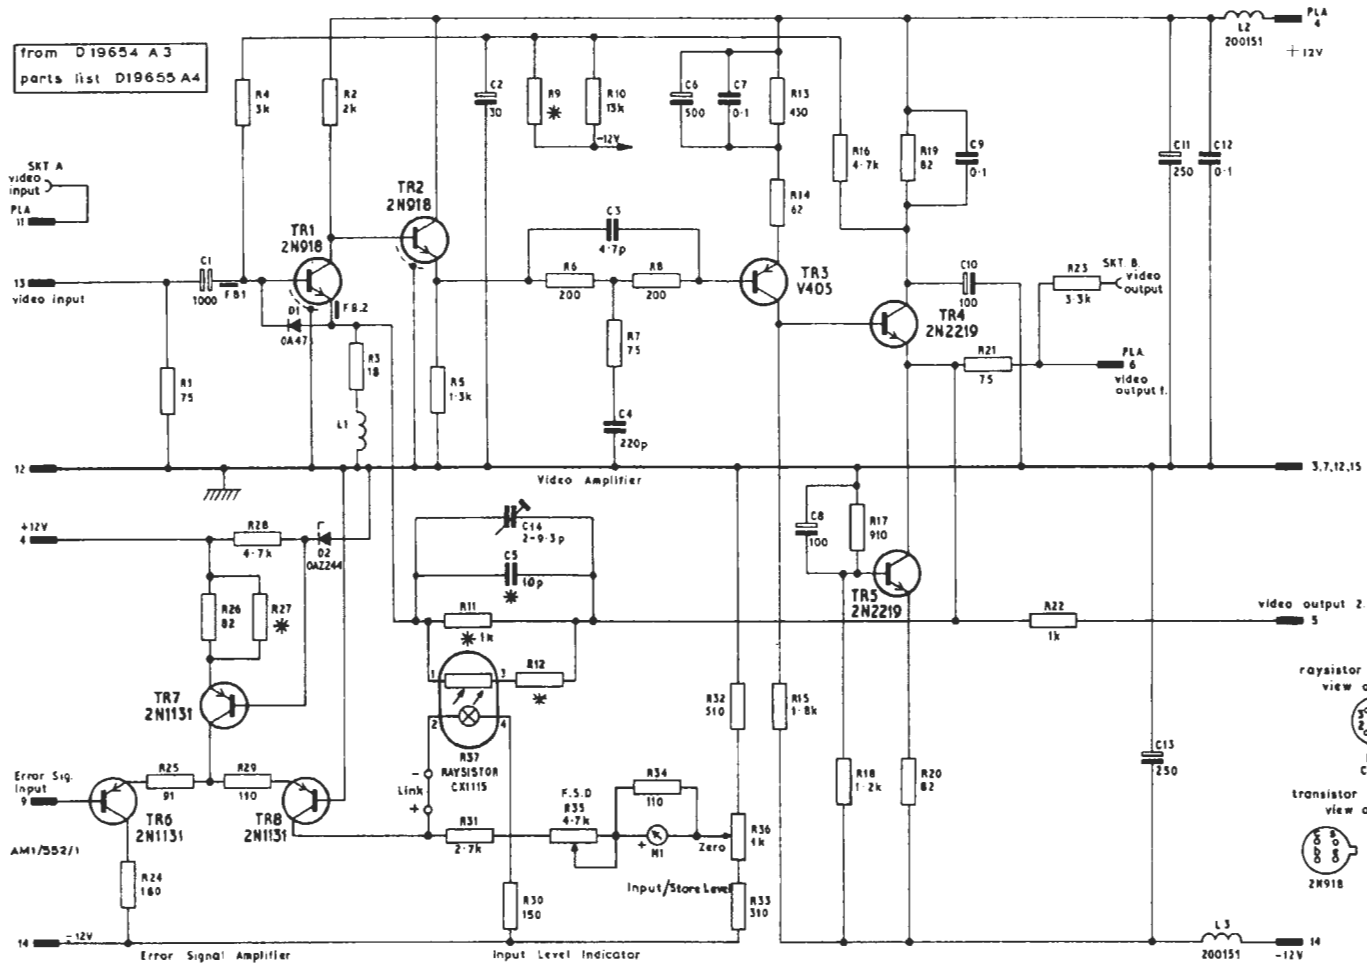 from D19654 A3
parts list D19655 A4
SKT A
video
input
PLA
11
13
video input
R1
75
C1
1000
FB1
R4
3k
R2
2k
TR1
2N918
D1
OA47
FB.2
R3
18
L1
TR2
2N918
R5
1·3k
C2
30
R9
*
R10
13k
-12V
C3
4·7p
R6
200
R8
200
R7
75
C4
220p
C6
500
C7
0·1
R13
430
R14
62
TR3
V405
R16
4·7k
R19
82
C9
0·1
TR4
2N2219
C10
100
R21
75
R23
3·3k
SKT B
video
output
PLA
6
video
output 1.
C11
250
C12
0·1
L2
200151
PLA
4
+12V
12
Video Amplifier
3,7,12,15
+12V
4
R28
4·7k
D2
OAZ244
R26
82
R27
*
TR7
2N1131
C14
2-9·3p
C5
10p
*
R11
* 1k
R12
*
1
3
2
4
R37
RAYSISTOR
CX1115
-
Link
+
C8
100
R17
910
TR5
2N2219
R22
1k
video output 2.
5
R32
510
R15
1·8k
R18
1·2k
R20
82
C13
250
raysistor
view
transistor
view
2N918
Error Sig.
Input
9
R25
91
R29
110
TR6
2N1131
TR8
2N1131
AM1/552/1
R24
160
R31
2·7k
F.S.D
R35
4·7k
R34
110
+
M1
Zero
R36
1k
Input/Store Level
R33
310
R30
150
14
-12V
Error Signal Amplifier
Input Level Indicator
L3
200151
14
-12V